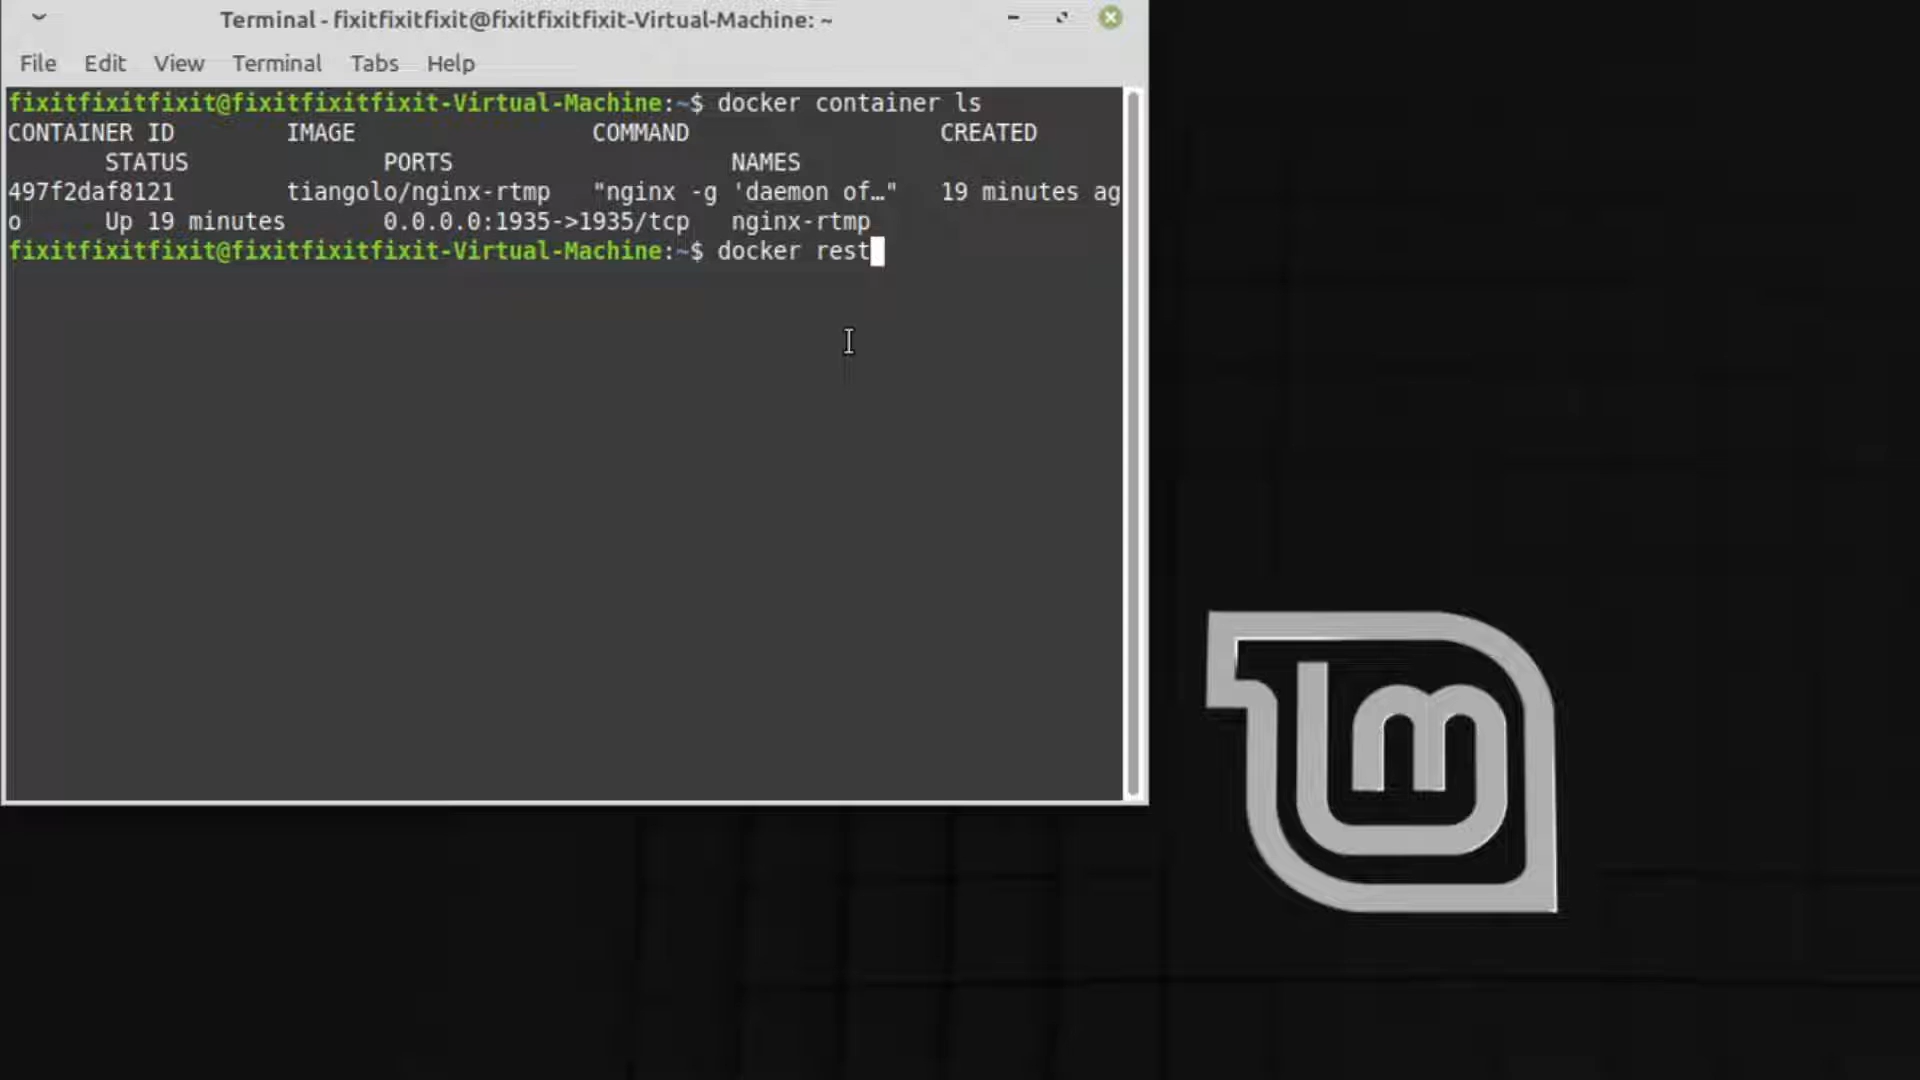 Terminal - fixitfixitfixit@fixitfixitfixit-Virtual-Machine: ~
File Edit View Terminal Tabs Help
fixitfixitfixit@fixitfixitfixit-Virtual-Machine:~$ docker container ls
CONTAINER ID        IMAGE                 COMMAND                  CREATED
       STATUS              PORTS                    NAMES
497f2daf8121        tiangolo/nginx-rtmp   "nginx -g 'daemon of…"   19 minutes ag
o      Up 19 minutes       0.0.0.0:1935->1935/tcp   nginx-rtmp
fixitfixitfixit@fixitfixitfixit-Virtual-Machine:~$ docker rest
lm